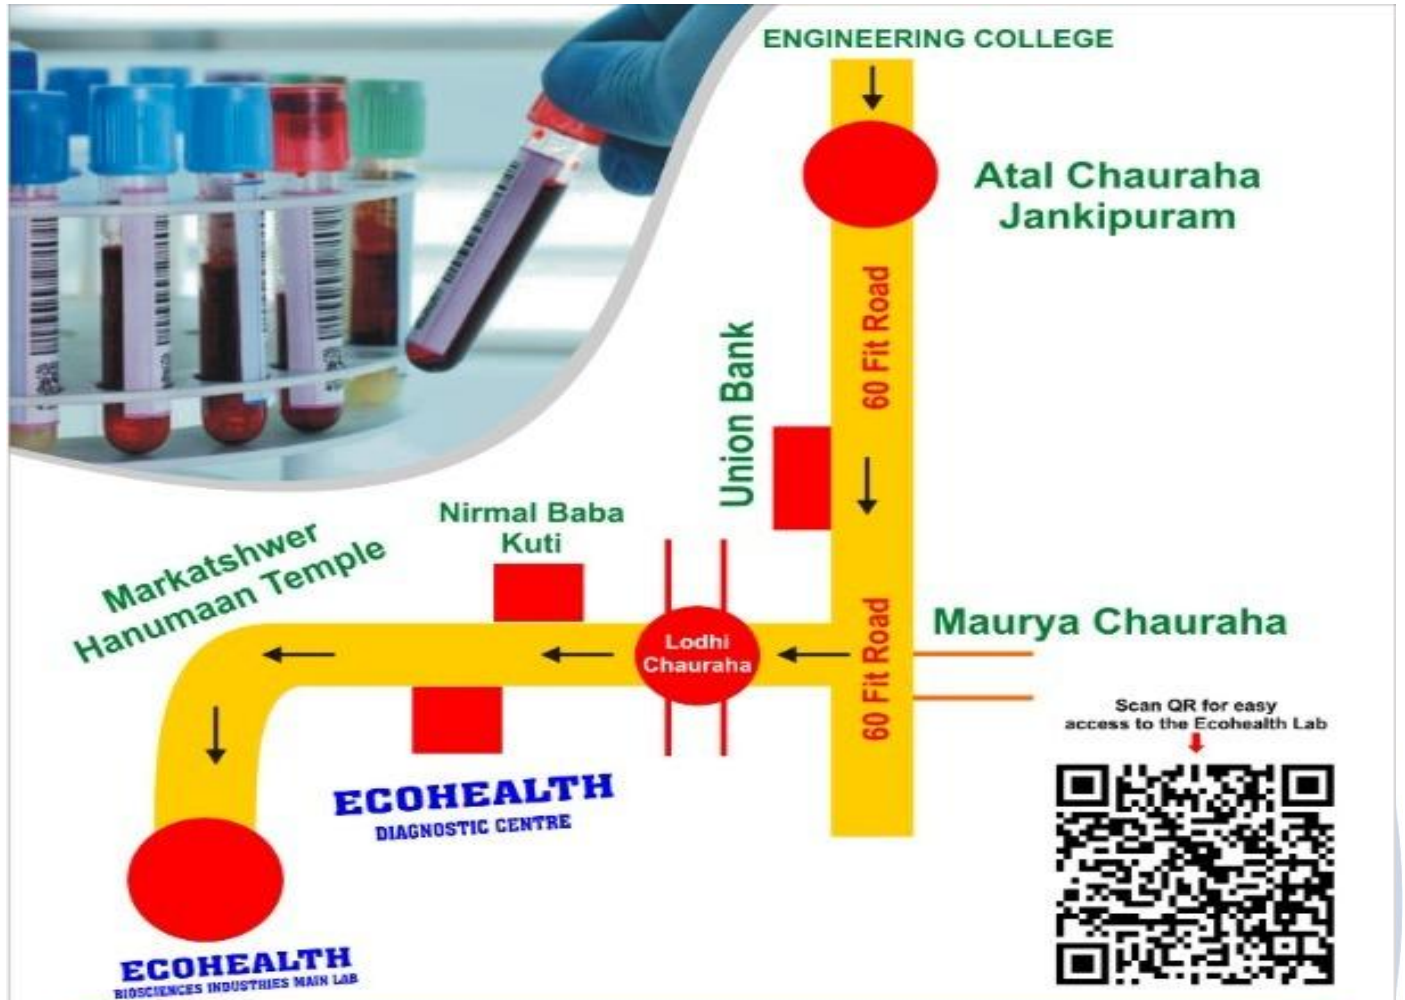 ENGINEERING COLLEGE
Atal Chauraha
Jankipuram
60 Fit Road
Union Bank
Nirmal Baba
Kuti
Markatshwer
Hanumaan Temple
Lodhi
Chauraha
60 Fit Road
Maurya Chauraha
Scan QR for easy
access to the Ecohealth Lab
ECOHEALTH
DIAGNOSTIC CENTRE
ECOHEALTH
BIOSCIENCES INDUSTRIES MAIN LAB